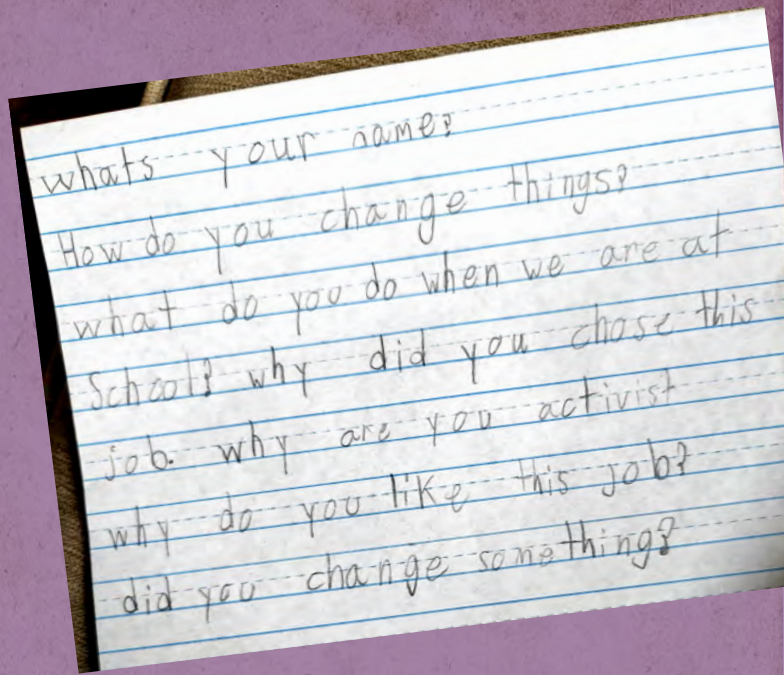 whats your name?
How do you change things?
what do you do when we are at
School? why did you chose this
job. why are you activist
why do you like this job?
did you change something?